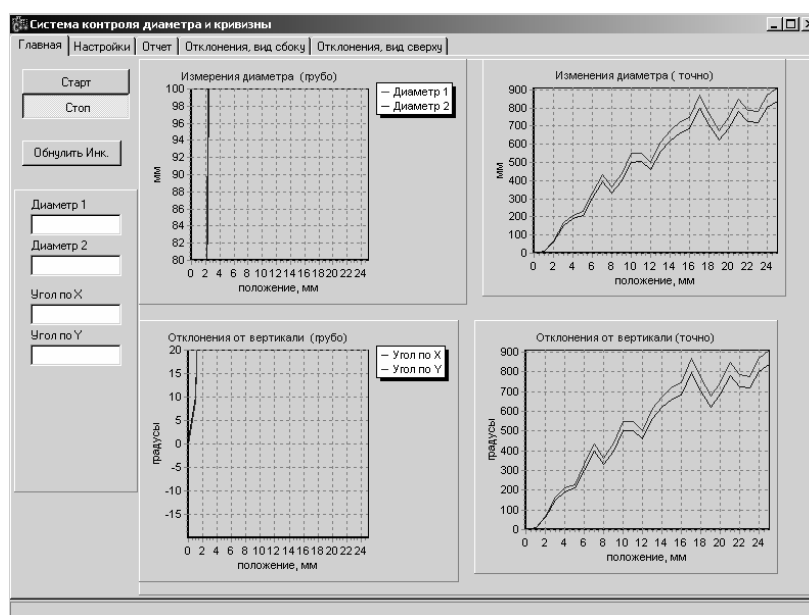 Система контроля диаметра и кривизны
Главная Настройки Отчет Отклонения, вид сбоку Отклонения, вид сверху
Старт
Стоп
Обнулить Инк.
Диаметр 1
Диаметр 2
Угол по X
Угол по Y
Измерения диаметра (грубо)
Диаметр 1
Диаметр 2
мм
100
98
96
94
92
90
88
86
84
82
80
0 2 4 6 8 10 12 14 16 18 20 22 24
положение, мм
Изменения диаметра ( точно)
мм
900
800
700
600
500
400
300
200
100
0
0 2 4 6 8 10 12 14 16 18 20 22 24
положение, мм
Отклонения от вертикали (грубо)
Угол по X
Угол по Y
градусы
20
15
10
5
0
-5
-10
-15
0 2 4 6 8 10 12 14 16 18 20 22 24
положение, мм
Отклонения от вертикали (точно)
градусы
900
800
700
600
500
400
300
200
100
0
0 2 4 6 8 10 12 14 16 18 20 22 24
положение, мм